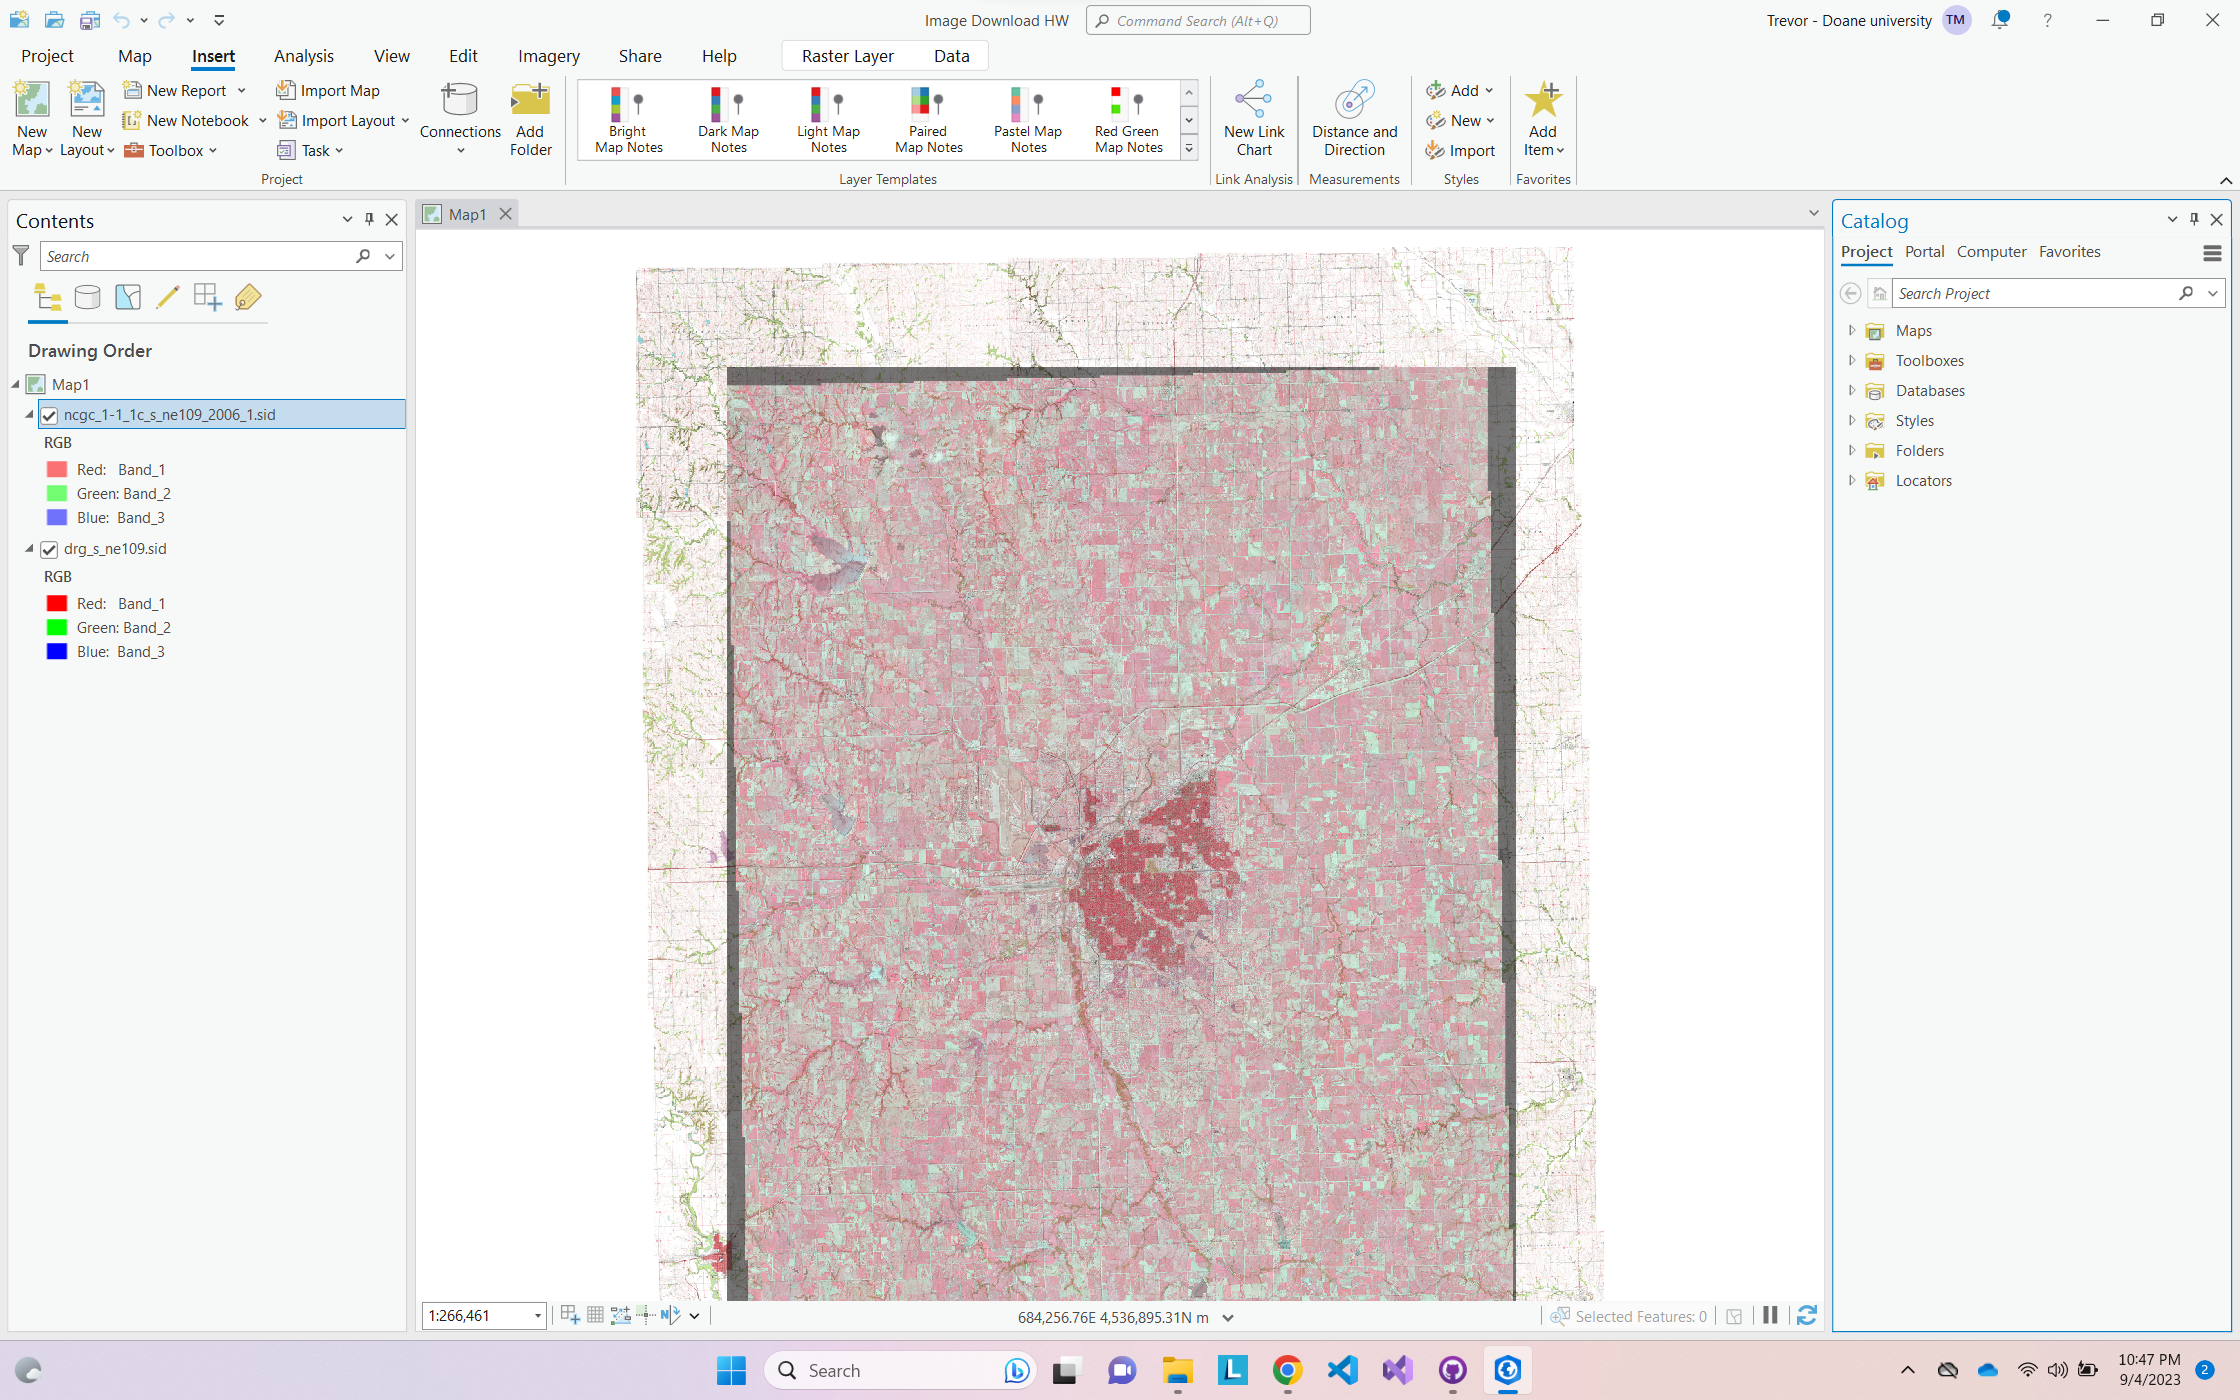 Image Download HW
Command Search (Alt+Q)
Trevor - Doane university
TM
?
Project
Map
Insert
Analysis
View
Edit
Imagery
Share
Help
Raster Layer
Data
New Map
New Layout
New Report
New Notebook
Toolbox
Import Map
Import Layout
Task
Connections
Add Folder
Project
Bright Map Notes
Dark Map Notes
Light Map Notes
Paired Map Notes
Pastel Map Notes
Red Green Map Notes
Layer Templates
New Link Chart
Link Analysis
Distance and Direction
Measurements
Add
New
Import
Styles
Add Item
Favorites
Contents
Search
Drawing Order
Map1
ncgc_1-1_1c_s_ne109_2006_1.sid
RGB
Red: Band_1
Green: Band_2
Blue: Band_3
drg_s_ne109.sid
RGB
Red: Band_1
Green: Band_2
Blue: Band_3
Map1
1:266,461
N
684,256.76E 4,536,895.31N m
Selected Features: 0
Catalog
Project
Portal
Computer
Favorites
Search Project
Maps
Toolboxes
Databases
Styles
Folders
Locators
Search
L
10:47 PM
9/4/2023
2